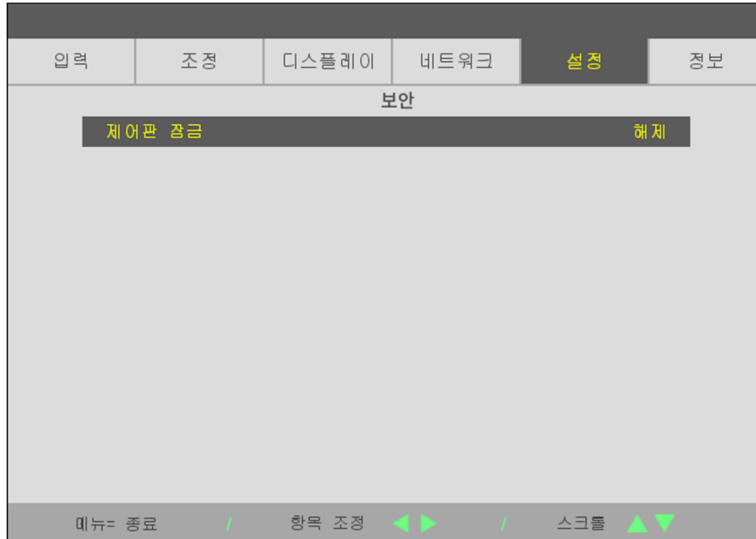 입력 조정 디스플레이 네트워크 설정 정보
보안
제어판 잠금 해제
메뉴= 종료 / 항목 조정 ◀ ▶ / 스크롤 ▲ ▼